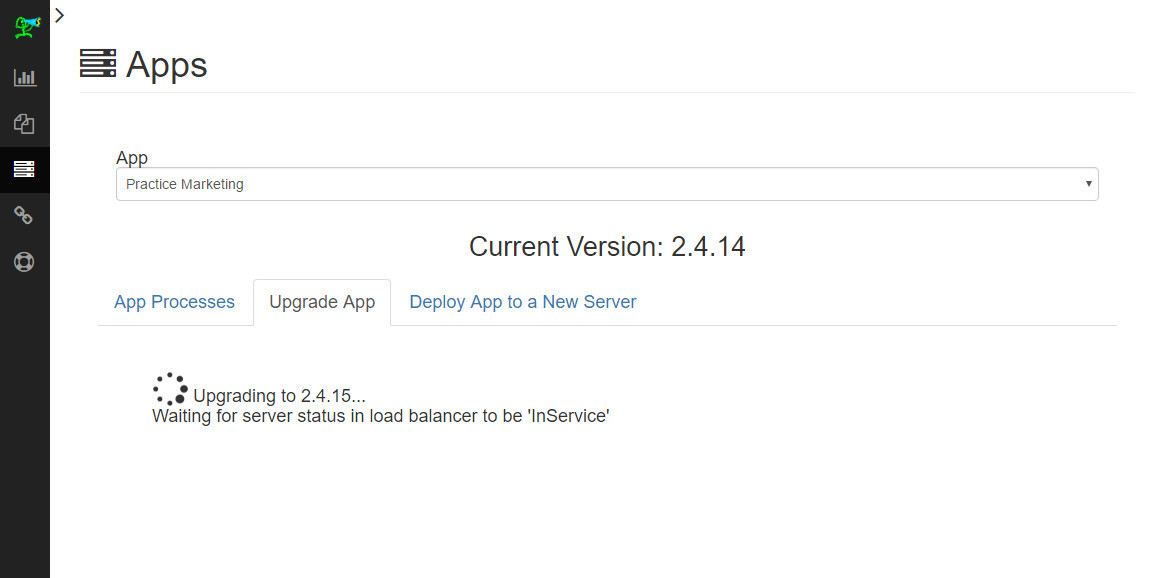 Apps
App
Practice Marketing
Current Version: 2.4.14
App Processes
Upgrade App
Deploy App to a New Server
Upgrading to 2.4.15...
Waiting for server status in load balancer to be 'InService'